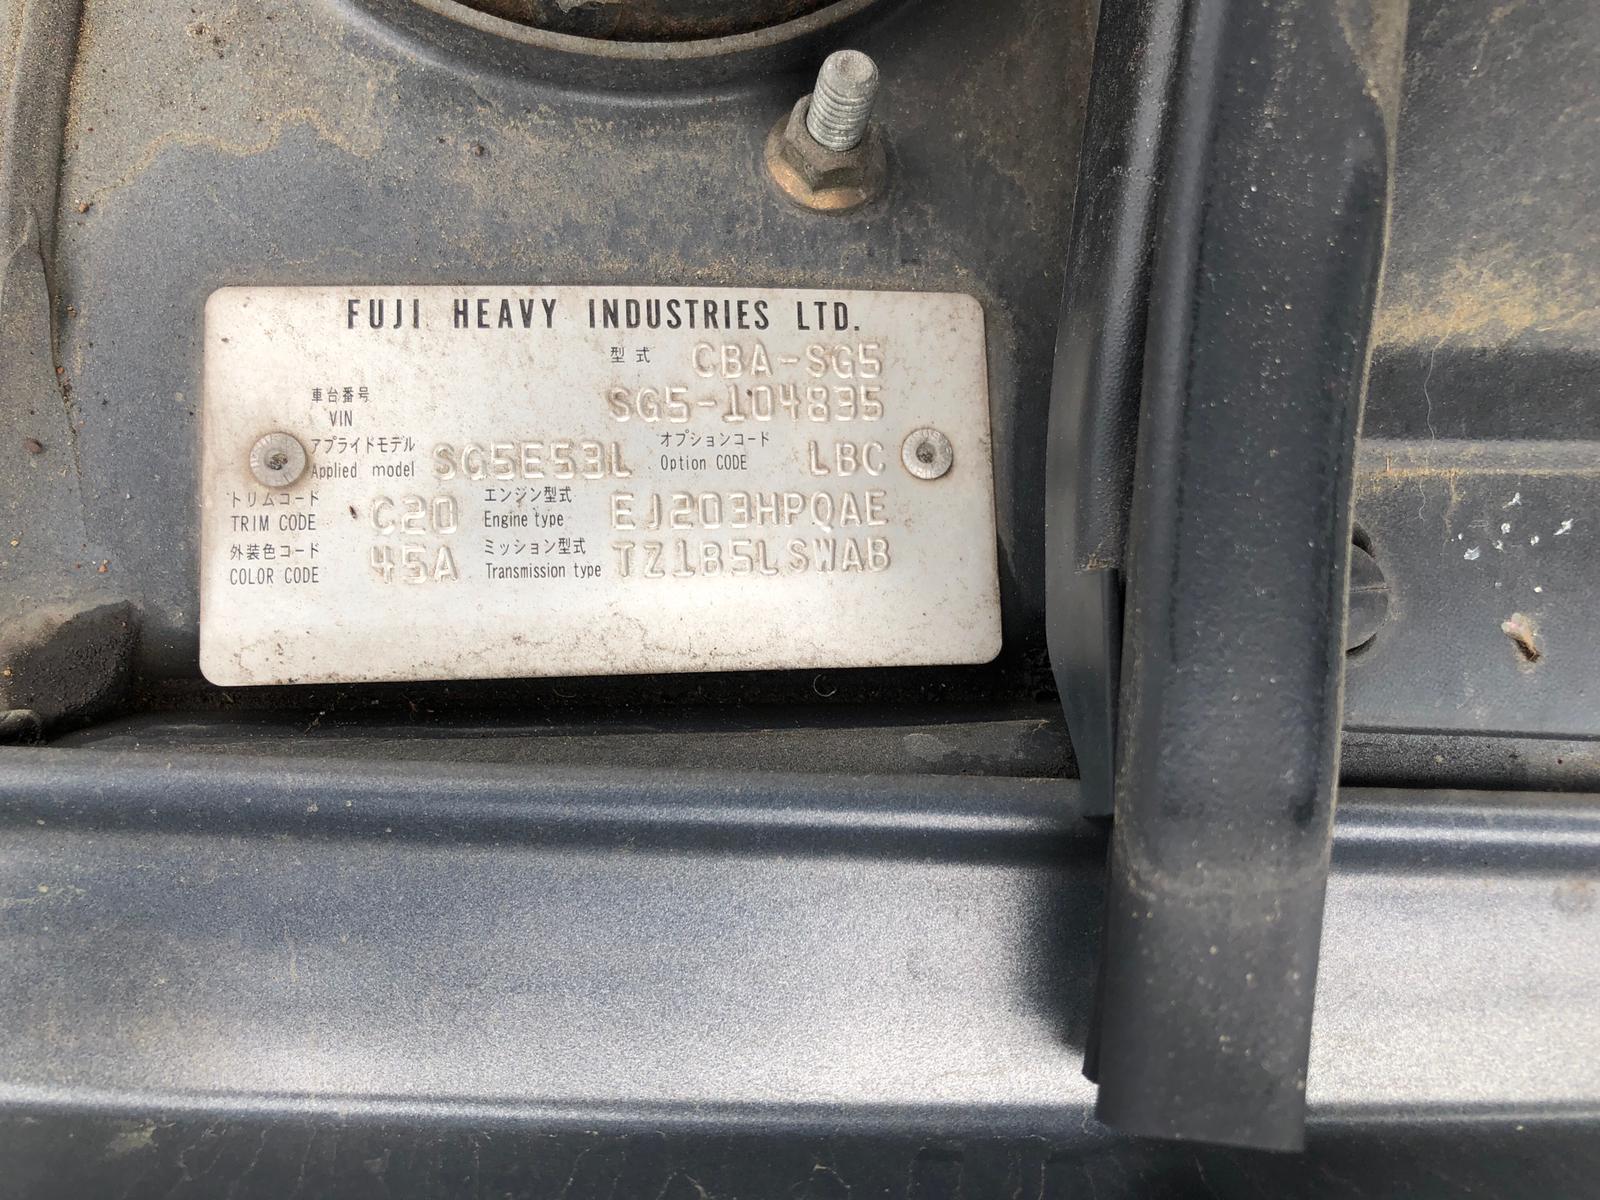 FUJI HEAVY INDUSTRIES LTD.
型式 CBA-SG5
車台番号 VIN SG5-104835
アプライドモデル Applied model SG5E53L オプションコード Option CODE LBC
トリムコード TRIM CODE C20 エンジン型式 Engine type EJ203HPQAE
外装色コード COLOR CODE 45A ミッション型式 Transmission type TZ1B5LSWAB